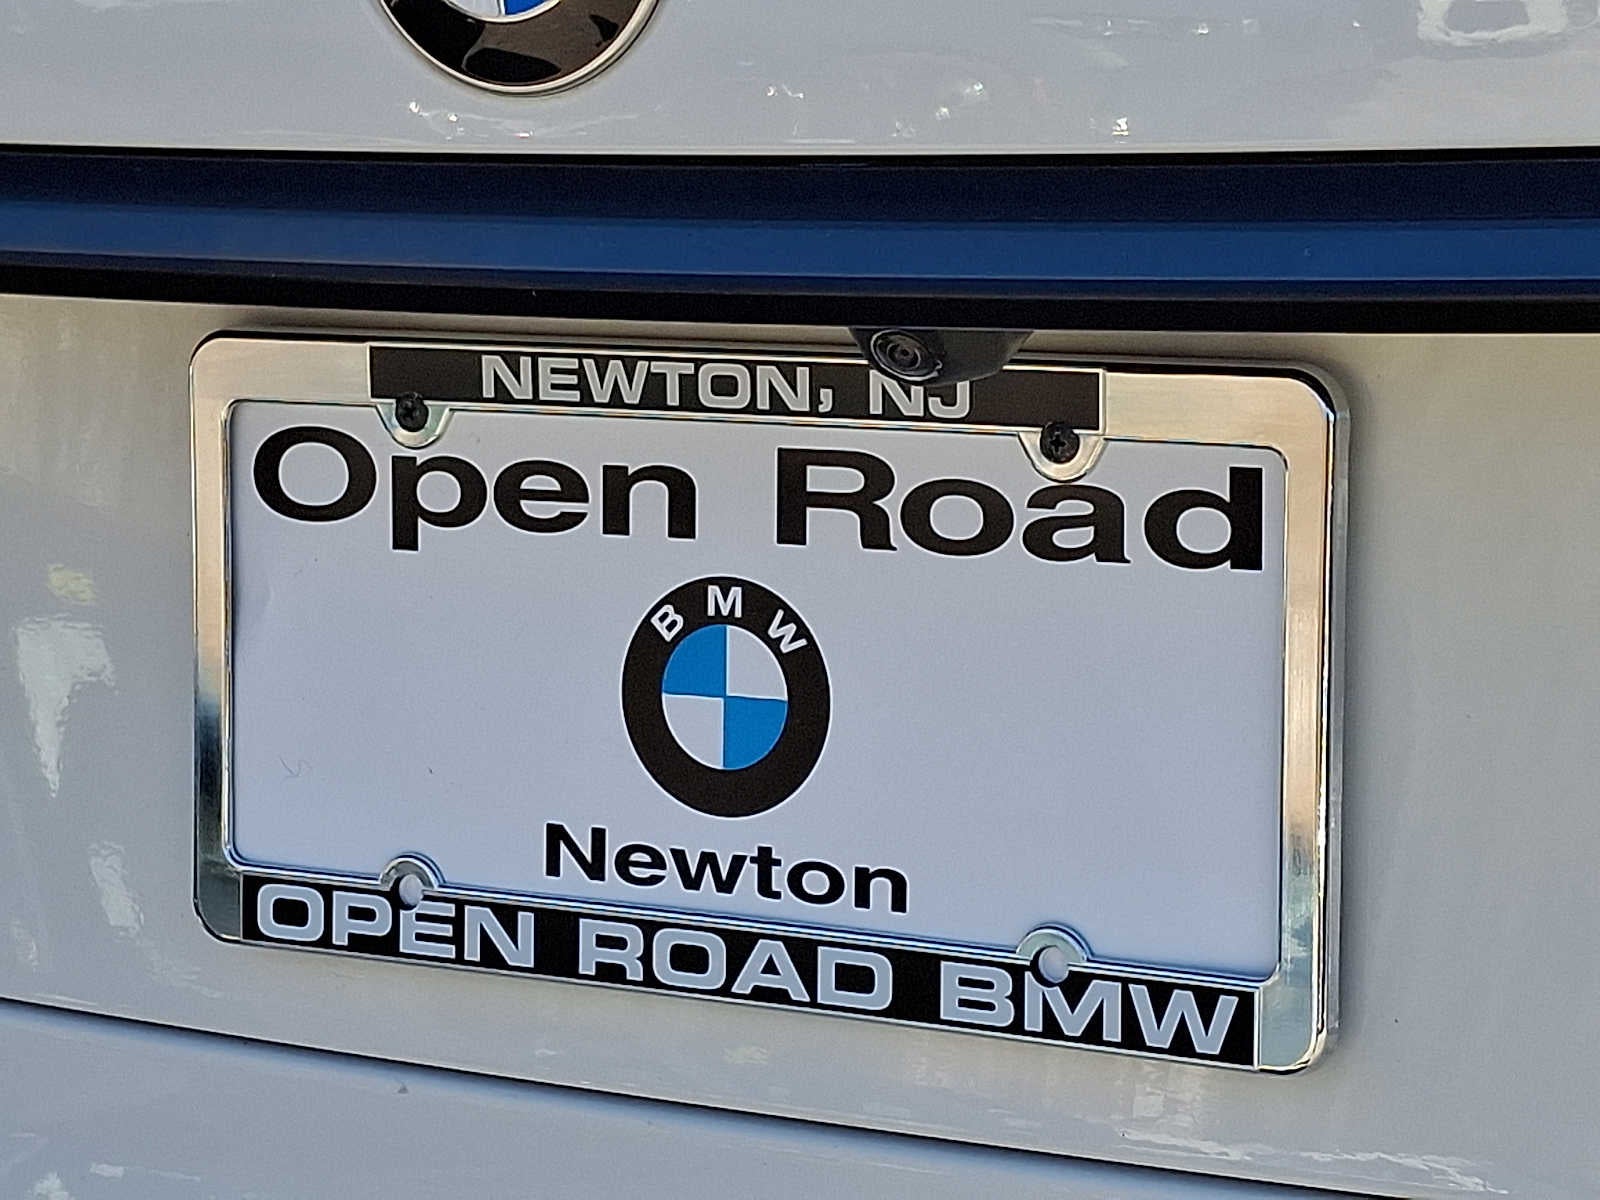 NEWTON, NJ
Open Road
BMW
Newton
OPEN ROAD BMW